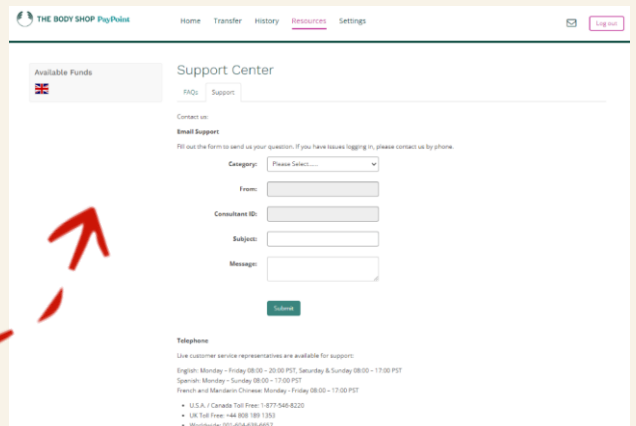 THE BODY SHOP PayPoint
Home Transfer History Resources Settings
Log out
Available Funds
Support Center
FAQs Support
Contact us:
Email Support
Fill out the form to send us your question. If you have issues logging in, please contact us by phone.
Category: Please Select......
From:
Consultant ID:
Subject:
Message:
Submit
Telephone
Live customer service representatives are available for support:
English: Monday – Friday 08:00 – 20:00 PST, Saturday & Sunday 08:00 – 17:00 PST
Spanish: Monday – Sunday 08:00 – 17:00 PST
French and Mandarin Chinese: Monday - Friday 08:00 – 17:00 PST
• U.S.A. / Canada Toll Free: 1-877-546-8220
• UK Toll Free: +44 808 189 1353
• Worldwide: 001-604-638-6657